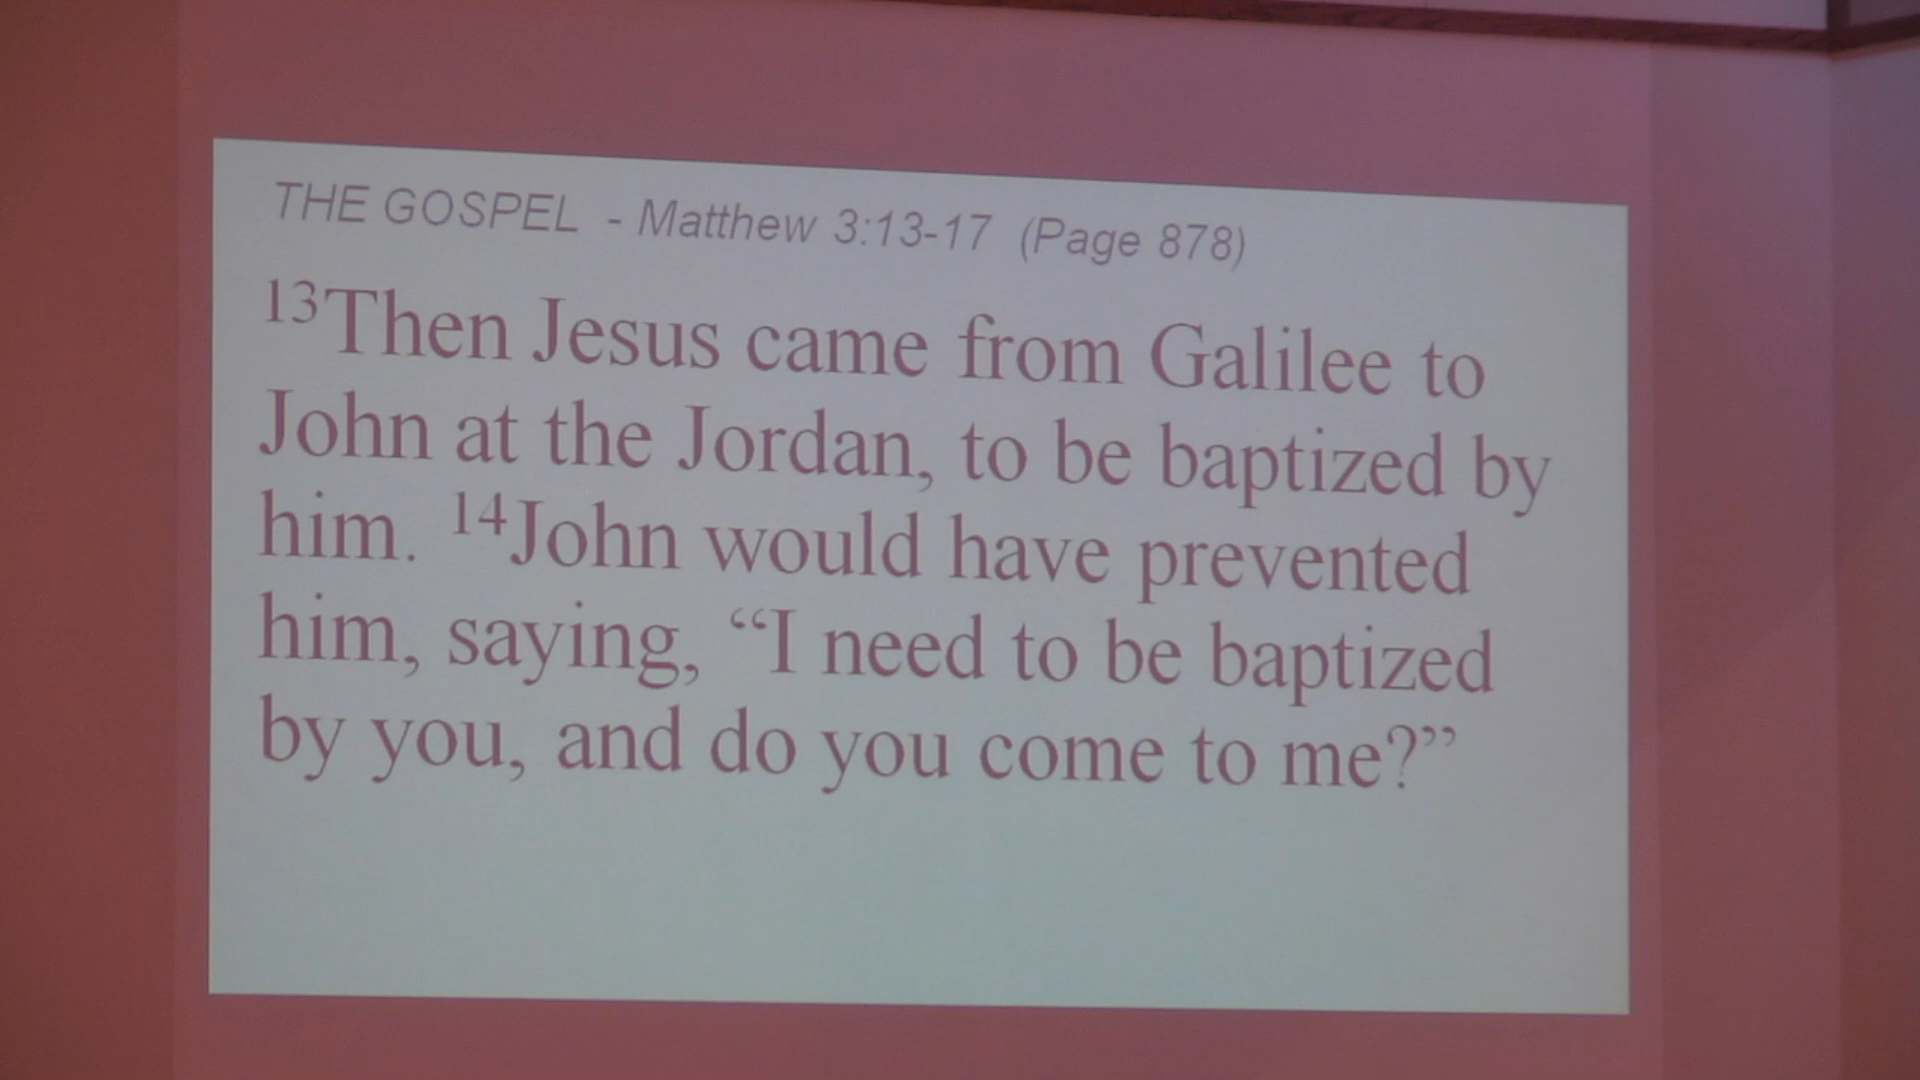 THE GOSPEL - Matthew 3:13-17 (Page 878)
13Then Jesus came from Galilee to
John at the Jordan, to be baptized by
him. 14John would have prevented
him, saying, “I need to be baptized
by you, and do you come to me?”